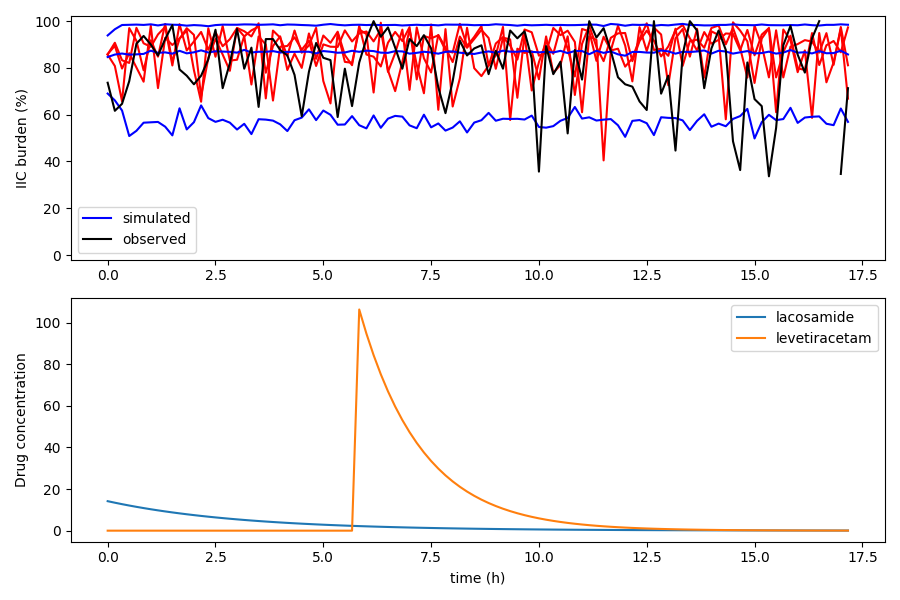 IIC burden (%)
100
80
60
40
20
0
simulated
observed
0.0 2.5 5.0 7.5 10.0 12.5 15.0 17.5
Drug concentration
100
80
60
40
20
0
lacosamide
levetiracetam
0.0 2.5 5.0 7.5 10.0 12.5 15.0 17.5
time (h)